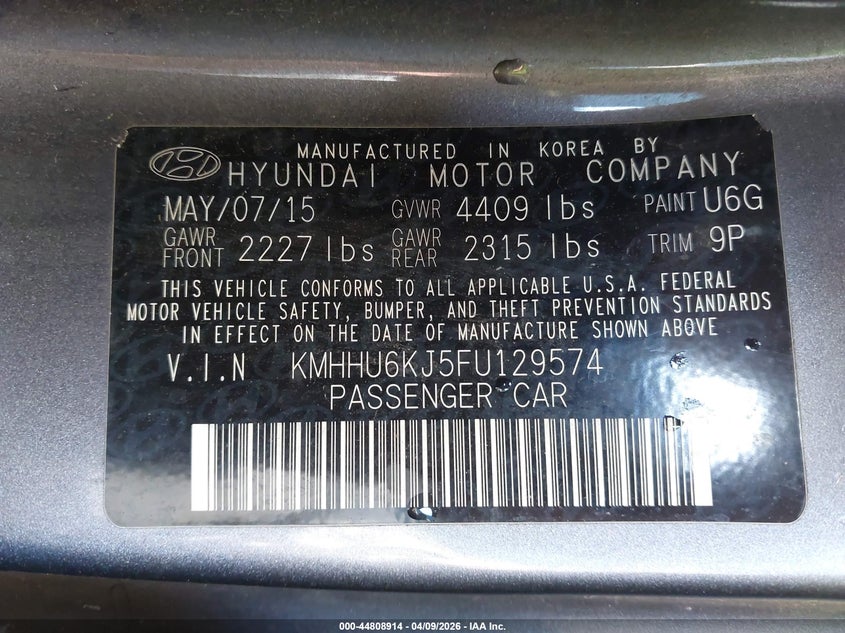 MANUFACTURED IN KOREA BY
HYUNDAI MOTOR COMPANY
MAY/07/15 GVWR 4409 lbs PAINT U6G
GAWR FRONT 2227 lbs GAWR REAR 2315 lbs TRIM 9P
THIS VEHICLE CONFORMS TO ALL APPLICABLE U.S.A. FEDERAL
MOTOR VEHICLE SAFETY, BUMPER, AND THEFT PREVENTION STANDARDS
IN EFFECT ON THE DATE OF MANUFACTURE SHOWN ABOVE
V.I.N KMHHU6KJ5FU129574
PASSENGER CAR
000-44808914 - 04/09/2026 - IAA Inc.